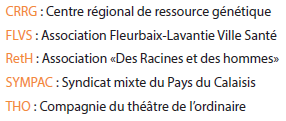 CRRG : Centre régional de ressource génétique
FLVS : Association Fleurbaix-Lavantie Ville Santé
RetH : Association «Des Racines et des hommes»
SYMPAC : Syndicat mixte du Pays du Calaisis
THO : Compagnie du théâtre de l'ordinaire